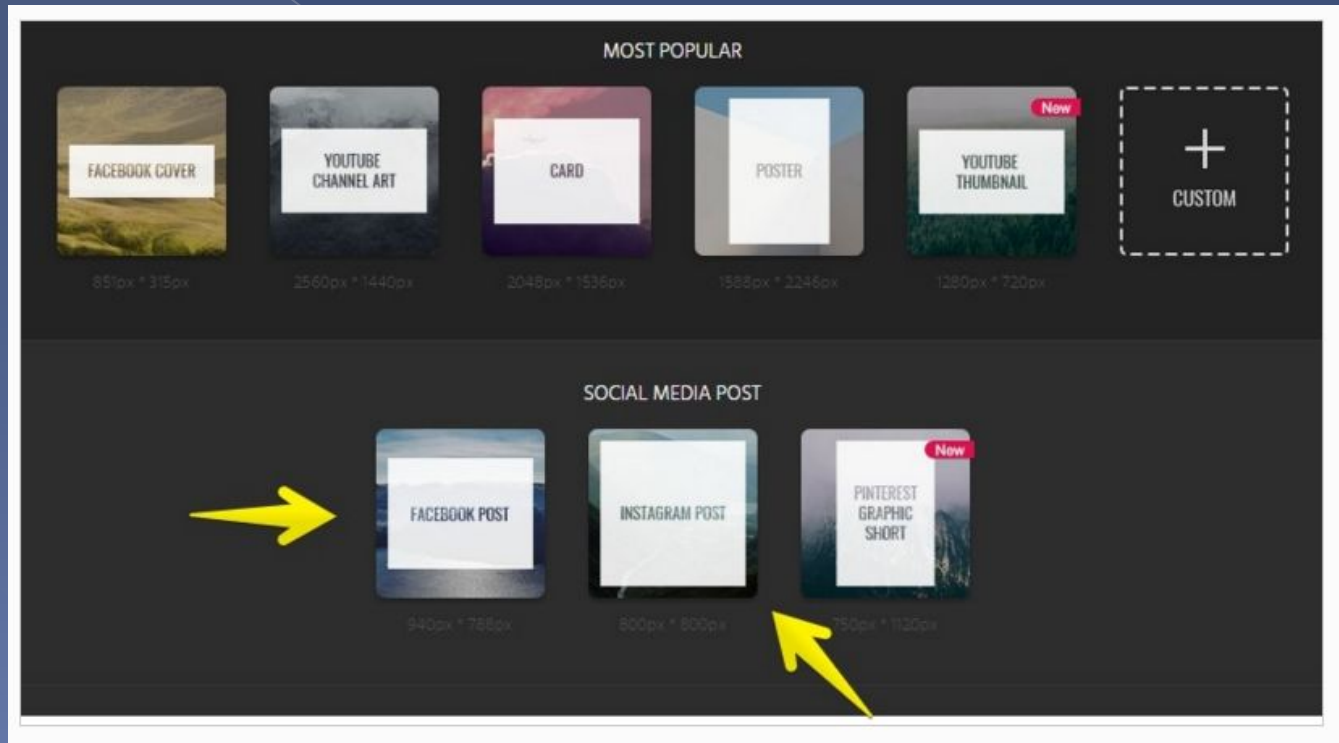 MOST POPULAR
FACEBOOK COVER
YOUTUBE
CHANNEL ART
CARD
POSTER
New
YOUTUBE
THUMBNAIL
CUSTOM
851px * 315px
2560px * 1440px
2048px * 1536px
1588px * 2246px
1280px * 720px
SOCIAL MEDIA POST
FACEBOOK POST
INSTAGRAM POST
New
PINTEREST
GRAPHIC
SHORT
940px * 788px
800px * 800px
750px * 1120px